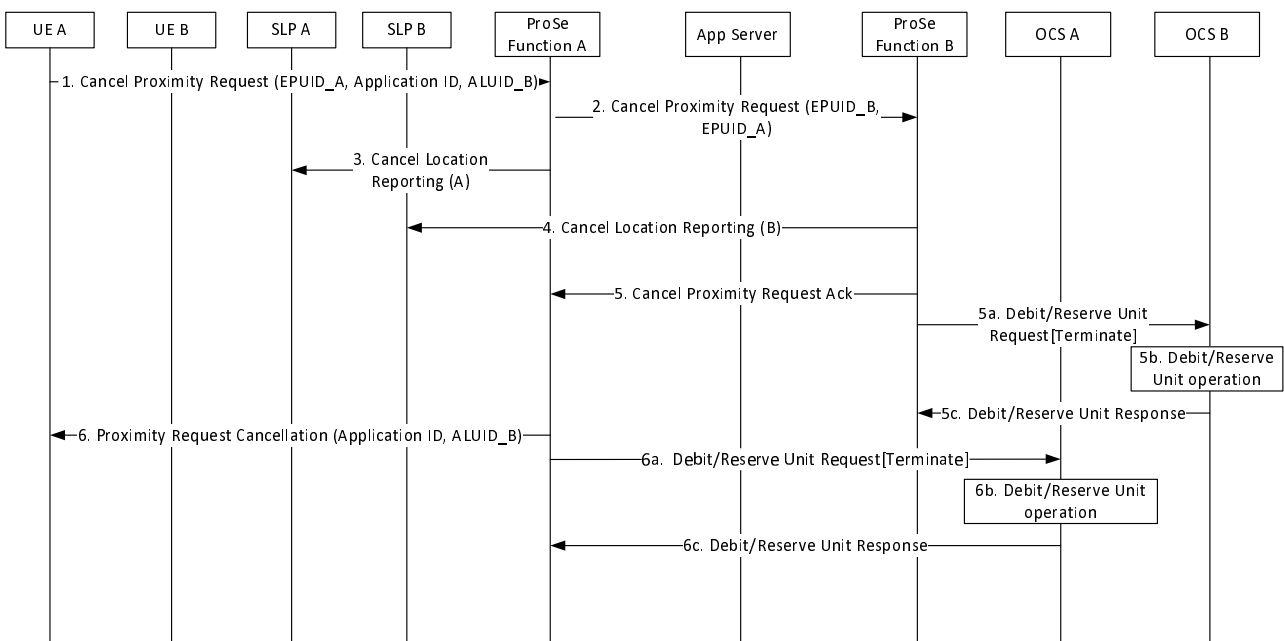 UE A
UE B
SLP A
SLP B
ProSe
Function A
App Server
ProSe
Function B
OCS A
OCS B
1. Cancel Proximity Request (EPUID_A, Application ID, ALUID_B)
2. Cancel Proximity Request (EPUID_B,
EPUID_A)
3. Cancel Location
Reporting (A)
4. Cancel Location Reporting (B)
5. Cancel Proximity Request Ack
5a. Debit/Reserve Unit
Request[Terminate]
5b. Debit/Reserve
Unit operation
5c. Debit/Reserve Unit Response
6. Proximity Request Cancellation (Application ID, ALUID_B)
6a. Debit/Reserve Unit Request[Terminate]
6b. Debit/Reserve Unit
operation
6c. Debit/Reserve Unit Response